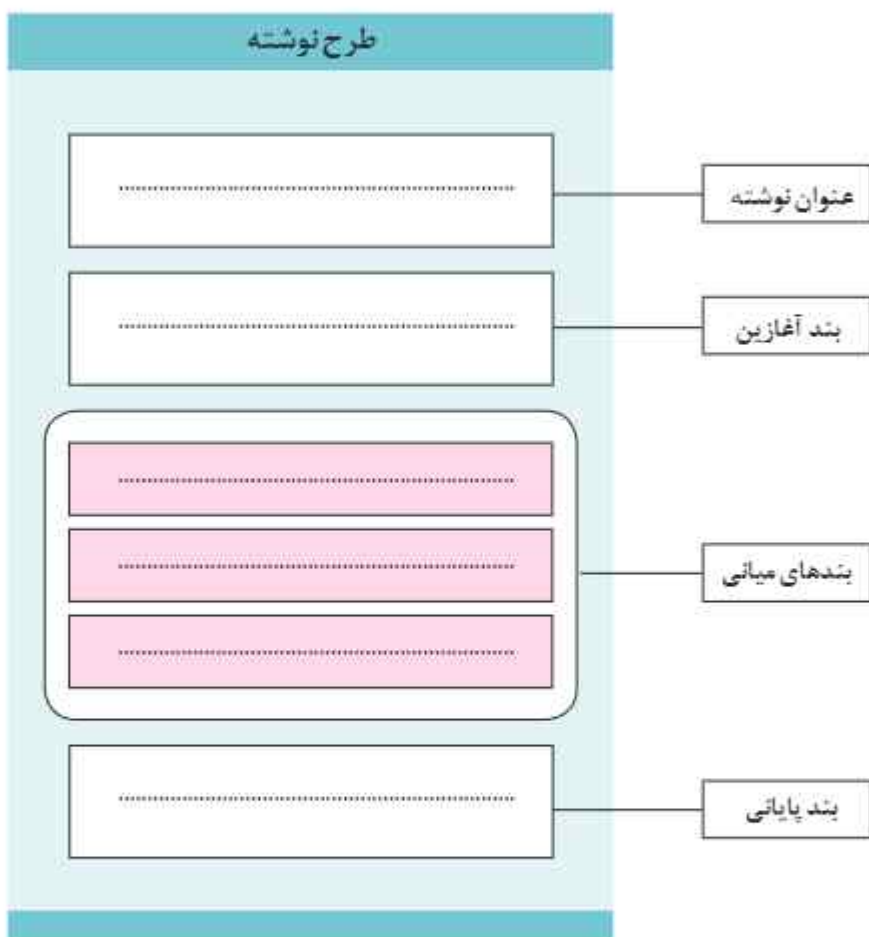 طرح نوشته
عنوان نوشته
بند آغازین
بندهای میانی
بند پایانی